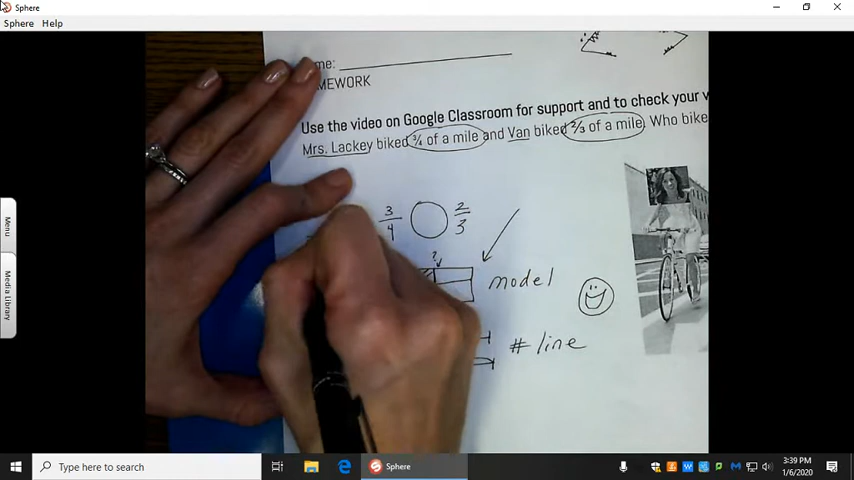 Sphere
Sphere Help
Menu
Media Library
me:
MEWORK
Use the video on Google Classroom for support and to check your
Mrs. Lackey biked ¾ of a mile and Van biked ⅔ of a mile. Who bike
3/4 2/3
?
model
# line
Type here to search
Sphere
3:39 PM
1/6/2020